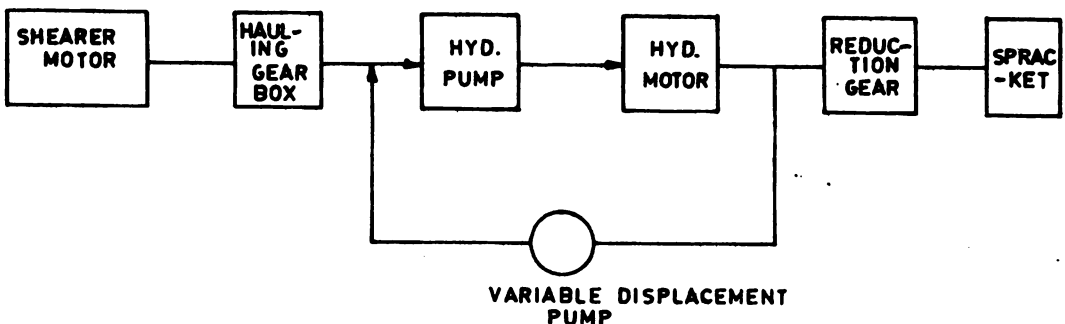 SHEARER
MOTOR
HAUL-
ING
GEAR
BOX
HYD.
PUMP
HYD.
MOTOR
REDUC-
TION
GEAR
SPRAC
-KET
VARIABLE DISPLACEMENT
PUMP